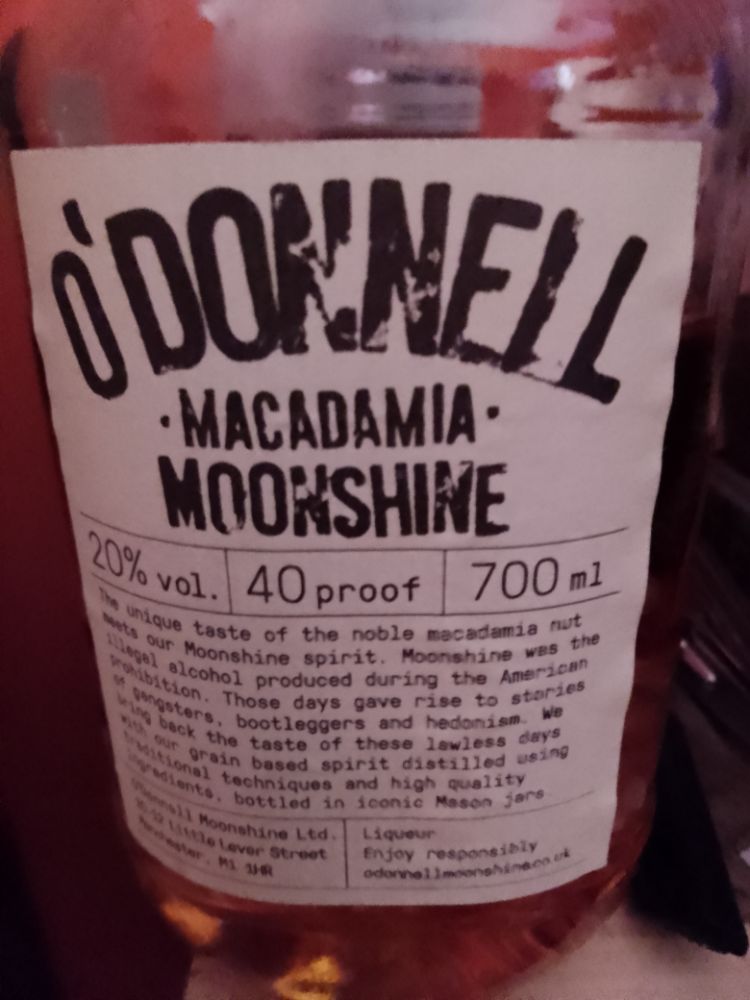 O'DONNELL
·MACADAMIA·
MOONSHINE
20% vol. 40 proof 700 ml
The unique taste of the noble macadamia nut
meets our Moonshine spirit. Moonshine was the
illegal alcohol produced during the American
prohibition. Those days gave rise to stories
of gangsters, bootleggers and hedonism. We
bring back the taste of these lawless days
with our grain based spirit distilled using
traditional techniques and high quality
ingredients, bottled in iconic Mason jars
O'Donnell Moonshine Ltd.
Little Lever Street
Manchester, M1 1HR
Liqueur
Enjoy responsibly
odonnellmoonshine.co.uk